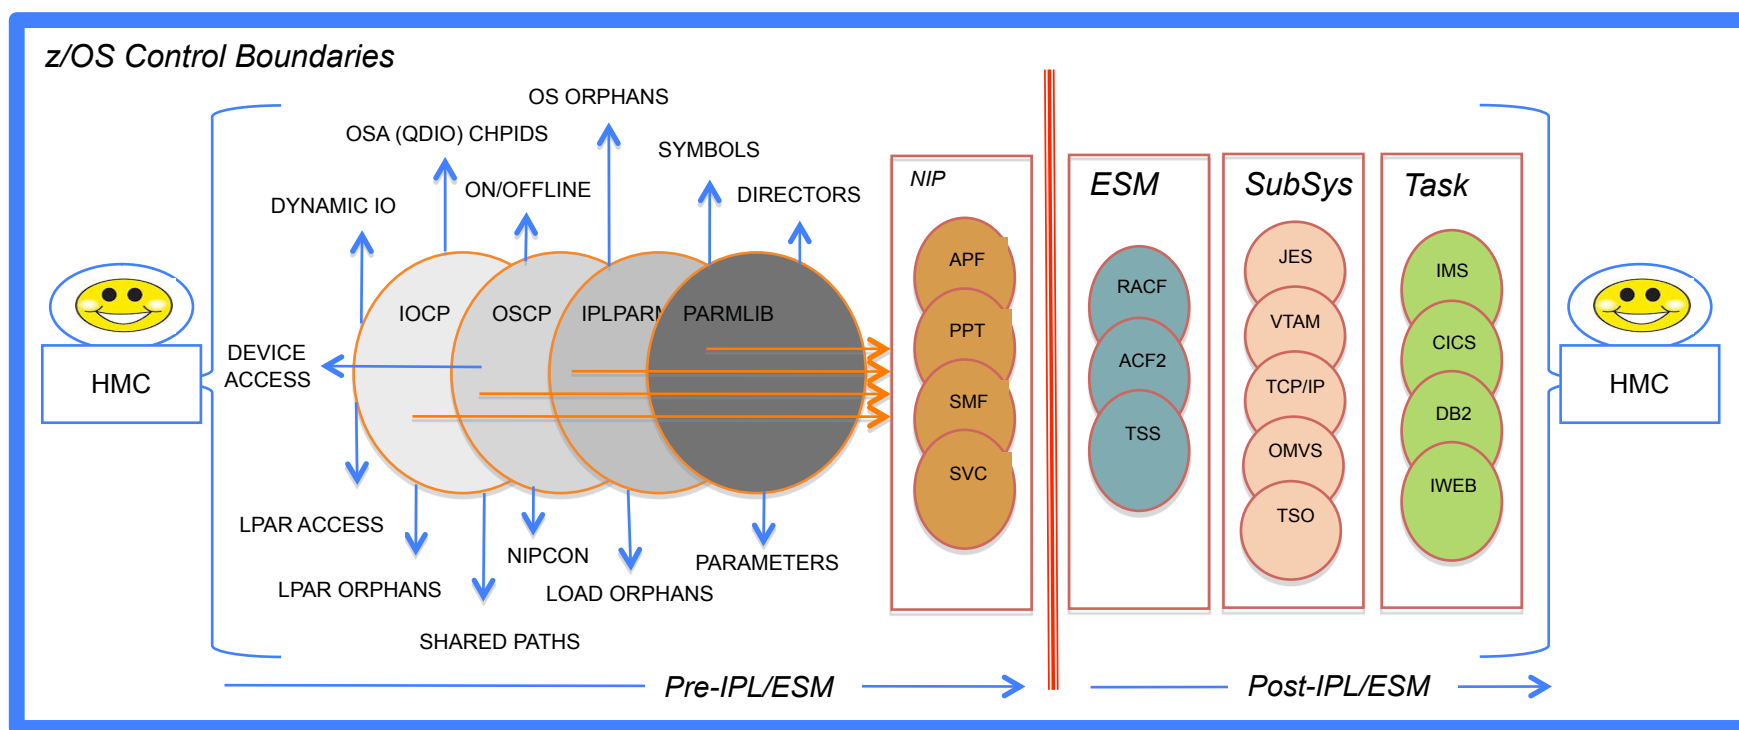 z/OS Control Boundaries
OS ORPHANS
OSA (QDIO) CHPIDS
SYMBOLS
ON/OFFLINE
DIRECTORS
DYNAMIC IO
HMC
DEVICE
ACCESS
IOCP
OSCP
IPLPARM
PARMLIB
LPAR ACCESS
NIPCON
PARAMETERS
LPAR ORPHANS
LOAD ORPHANS
SHARED PATHS
NIP
APF
PPT
SMF
SVC
ESM
RACF
ACF2
TSS
SubSys
JES
VTAM
TCP/IP
OMVS
TSO
Task
IMS
CICS
DB2
IWEB
HMC
Pre-IPL/ESM
Post-IPL/ESM